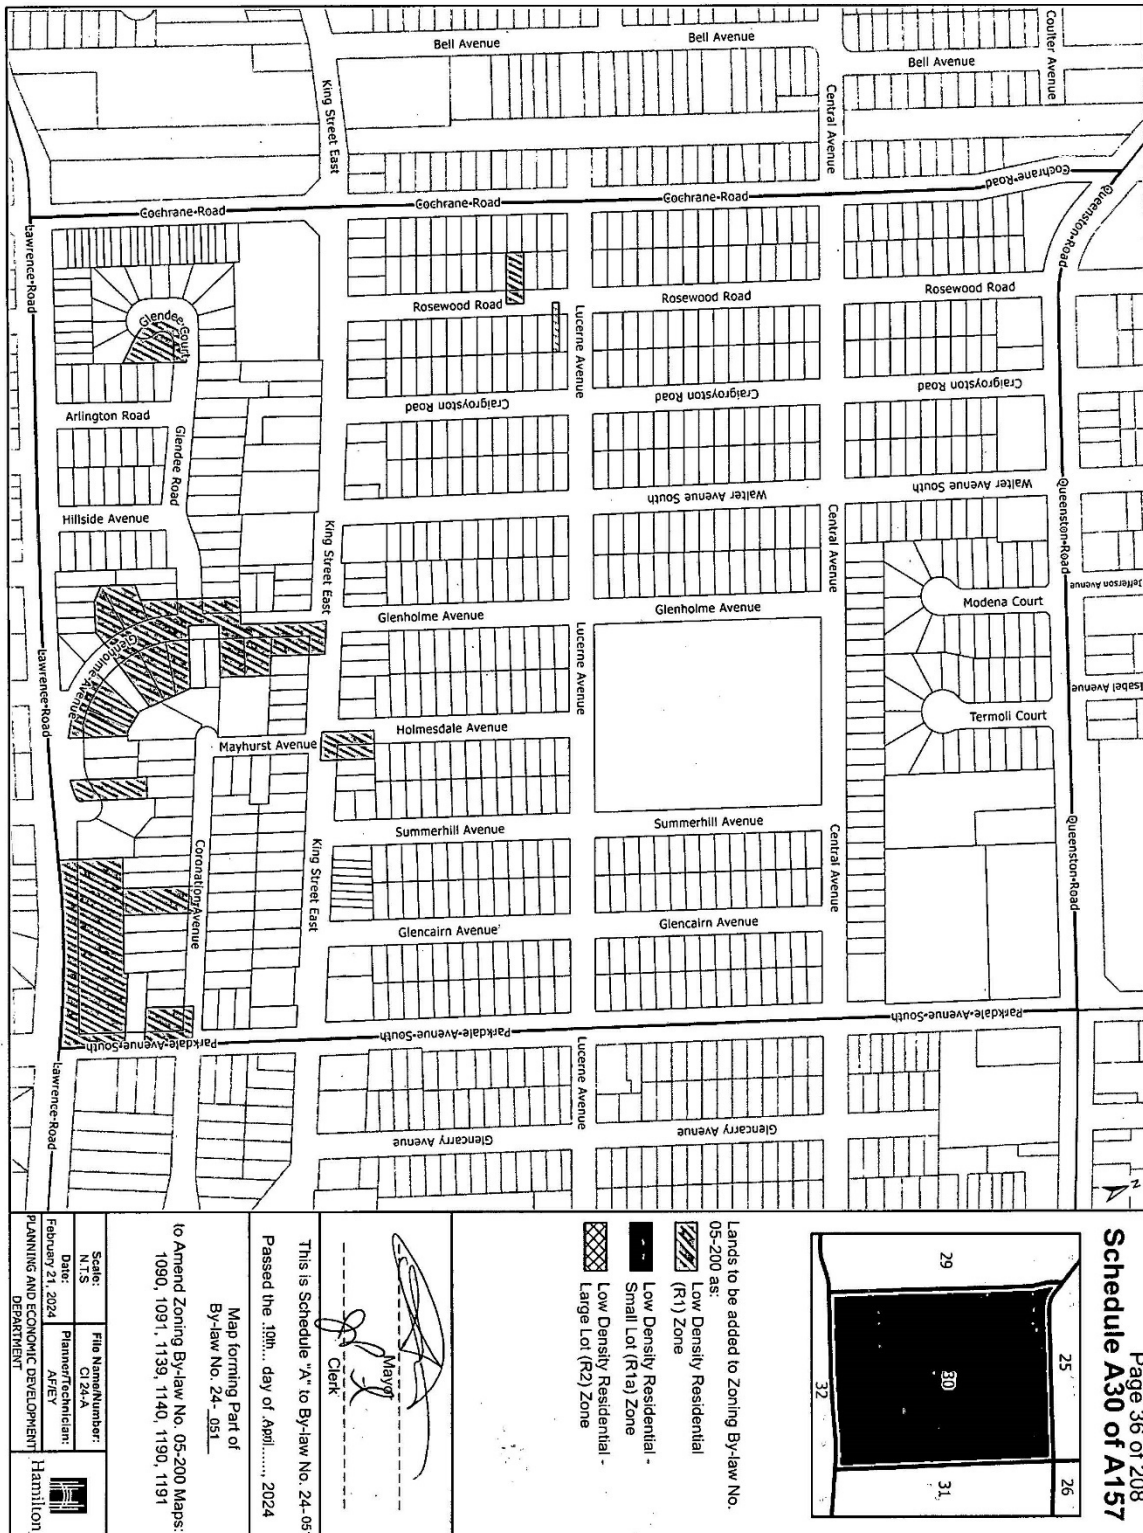 Page 36 of 208
Schedule A30 of A157
25
26
29
30
31
32
Lands to be added to Zoning By-law No.
05-200 as:
Low Density Residential
(R1) Zone
Low Density Residential -
Small Lot (R1a) Zone
Low Density Residential -
Large Lot (R2) Zone
Mayor
Clerk
This is Schedule "A" to By-law No. 24-051
Passed the ..10th.... day of .April........, 2024
Map forming Part of
By-law No. 24-_051_
to Amend Zoning By-law No. 05-200 Maps:
1090, 1091, 1139, 1140, 1190, 1191
Scale:
N.T.S
File Name/Number:
CI 24-A
Date:
February 21, 2024
Planner/Technician:
AF/EY
PLANNING AND ECONOMIC DEVELOPMENT
DEPARTMENT
Hamilton
N
Bell Avenue
Bell Avenue
Bell Avenue
Coulter Avenue
King Street East
Central Avenue
Cochrane Road
Cochrane Road
Cochrane Road
Cochrane Road
Queenston Road
Lawrence Road
Glendee Court
Rosewood Road
Rosewood Road
Rosewood Road
Lucerne Avenue
Arlington Road
Craigroyston Road
Craigroyston Road
Craigroyston Road
Glendee Road
Hillside Avenue
Walter Avenue South
Walter Avenue South
Queenston Road
King Street East
Central Avenue
Jefferson Avenue
Glenholme Avenue
Glenholme Avenue
Modena Court
Glenholme Avenue
Lucerne Avenue
Isabel Avenue
Lawrence Road
Termoli Court
Mayhurst Avenue
Holmesdale Avenue
Summerhill Avenue
Summerhill Avenue
Coronation Avenue
King Street East
Central Avenue
Queenston Road
Glencairn Avenue
Glencairn Avenue
Parkdale Avenue South
Parkdale Avenue South
Parkdale Avenue South
Lawrence Road
Lucerne Avenue
Glencarry Avenue
Glencarry Avenue